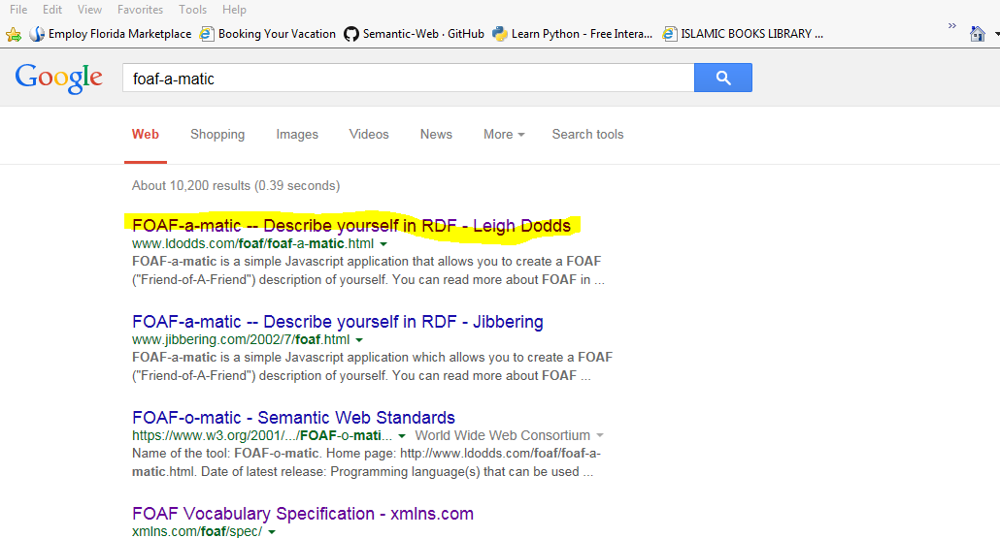 File Edit View Favorites Tools Help
Employ Florida Marketplace Booking Your Vacation Semantic-Web · GitHub Learn Python - Free Intera... ISLAMIC BOOKS LIBRARY ... »
Google foaf-a-matic
Web Shopping Images Videos News More Search tools
About 10,200 results (0.39 seconds)
FOAF-a-matic -- Describe yourself in RDF - Leigh Dodds
www.ldodds.com/foaf/foaf-a-matic.html
FOAF-a-matic is a simple Javascript application that allows you to create a FOAF
("Friend-of-A-Friend") description of yourself. You can read more about FOAF in ...
FOAF-a-matic -- Describe yourself in RDF - Jibbering
www.jibbering.com/2002/7/foaf.html
FOAF-a-matic is a simple Javascript application which allows you to create a FOAF
("Friend-of-A-Friend") description of yourself. You can read more about FOAF ...
FOAF-o-matic - Semantic Web Standards
https://www.w3.org/2001/.../FOAF-o-mati... World Wide Web Consortium
Name of the tool: FOAF-o-matic. Home page: http://www.ldodds.com/foaf/foaf-a-
matic.html. Date of latest release: Programming language(s) that can be used ...
FOAF Vocabulary Specification - xmlns.com
xmlns.com/foaf/spec/